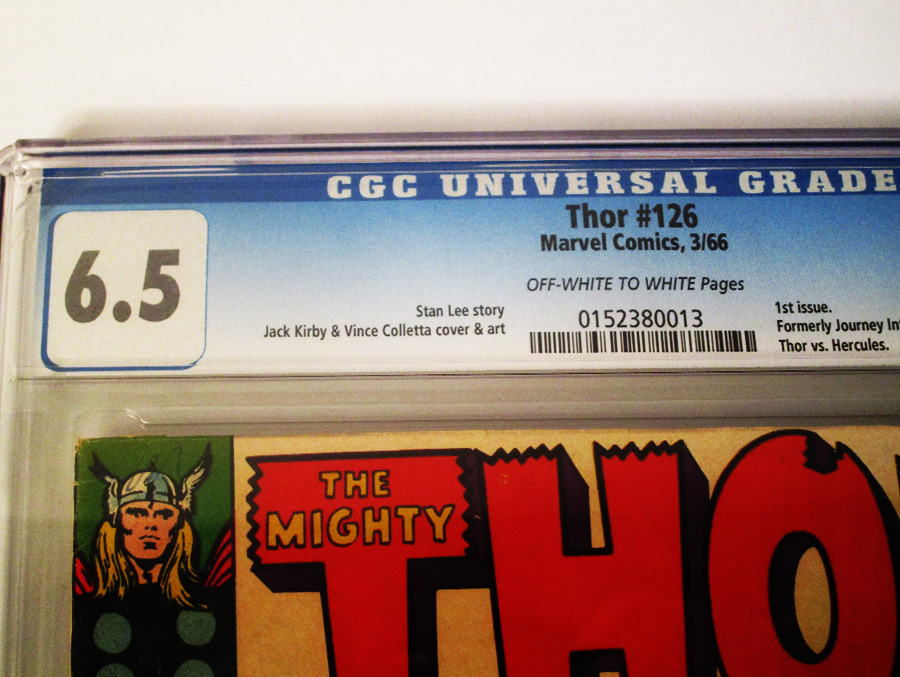 CGC UNIVERSAL GRADE
Thor #126
Marvel Comics, 3/66
6.5
OFF-WHITE TO WHITE Pages
Stan Lee story
Jack Kirby & Vince Colletta cover & art
0152380013
1st issue.
Formerly Journey In
Thor vs. Hercules.
THE
MIGHTY
THO